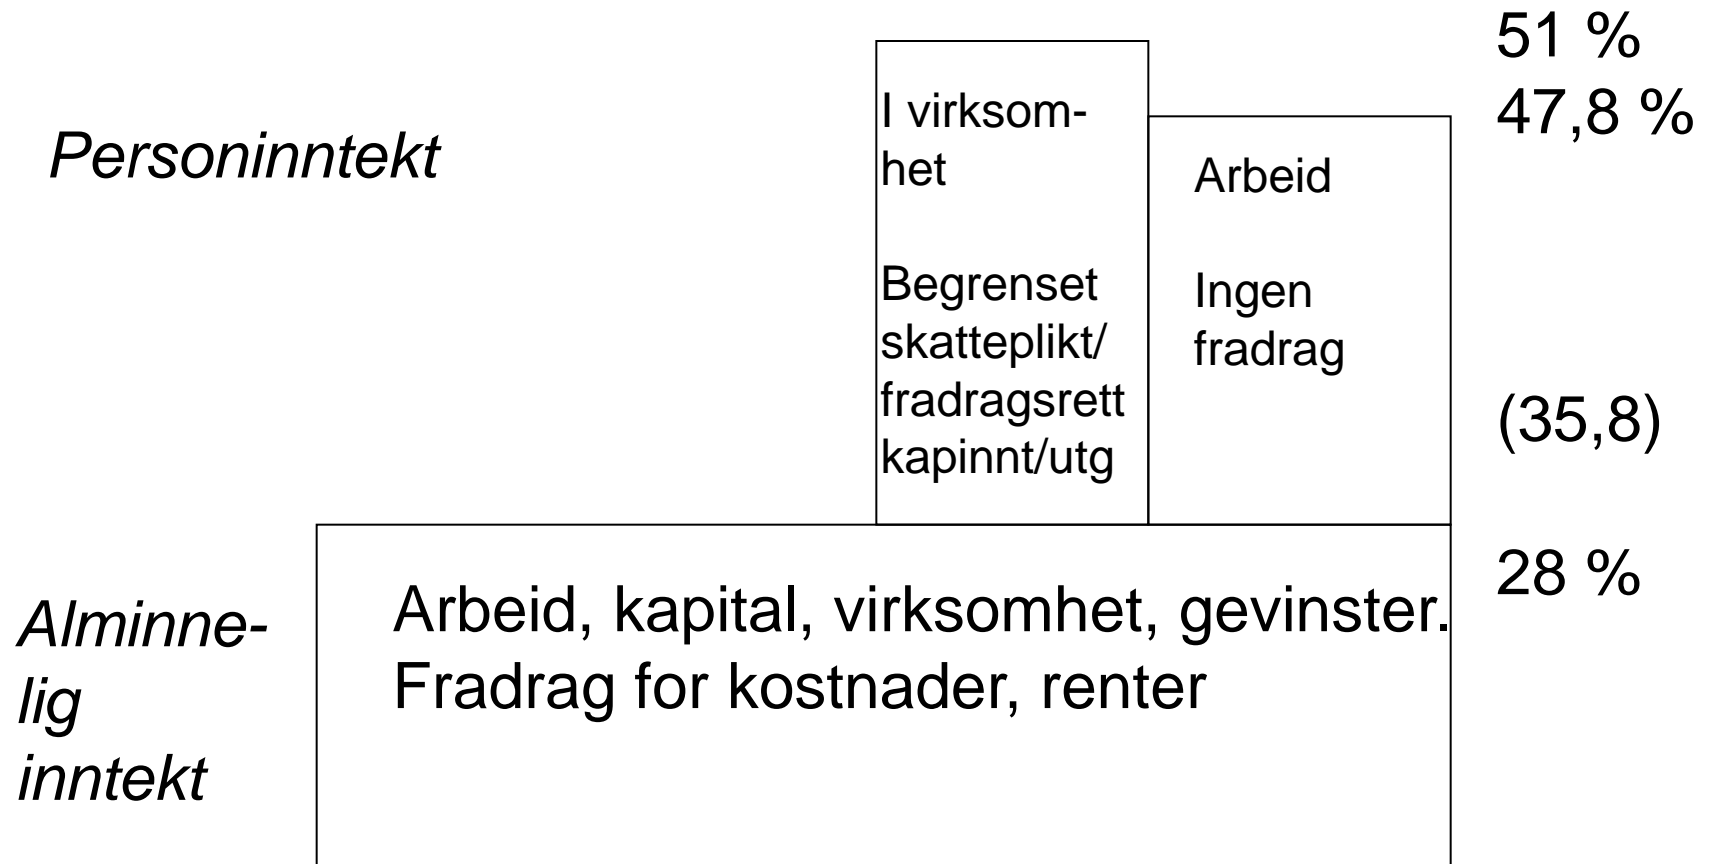 51 %
47,8 %
Personinntekt
I virksom-
het
Begrenset
skatteplikt/
fradragsrett
kapinnt/utg
Arbeid
Ingen
fradrag
(35,8)
28 %
Alminne-
lig
inntekt
Arbeid, kapital, virksomhet, gevinster.
Fradrag for kostnader, renter